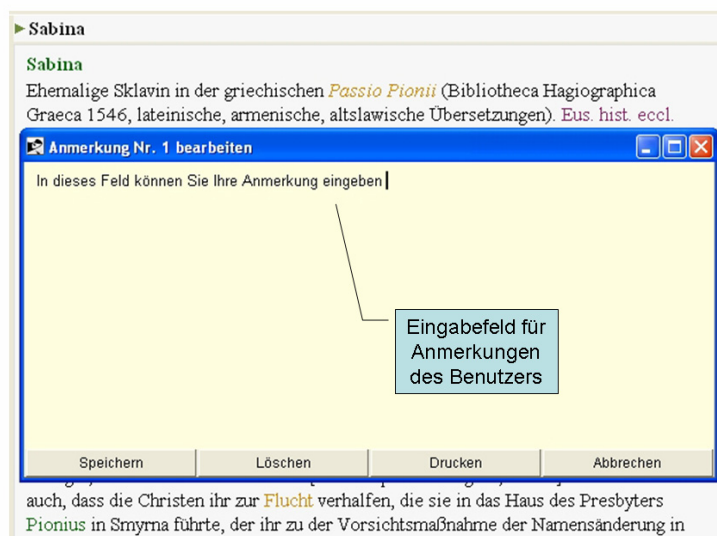 Sabina
Sabina
Ehemalige Sklavin in der griechischen Passio Pionii (Bibliotheca Hagiographica
Graeca 1546, lateinische, armenische, altslawische Übersetzungen). Eus. hist. eccl.
Anmerkung Nr. 1 bearbeiten
In dieses Feld können Sie Ihre Anmerkung eingeben
Eingabefeld für
Anmerkungen
des Benutzers
Speichern Löschen Drucken Abbrechen
auch, dass die Christen ihr zur Flucht verhalfen, die sie in das Haus des Presbyters
Pionius in Smyrna führte, der ihr zu der Vorsichtsmaßnahme der Namensänderung in